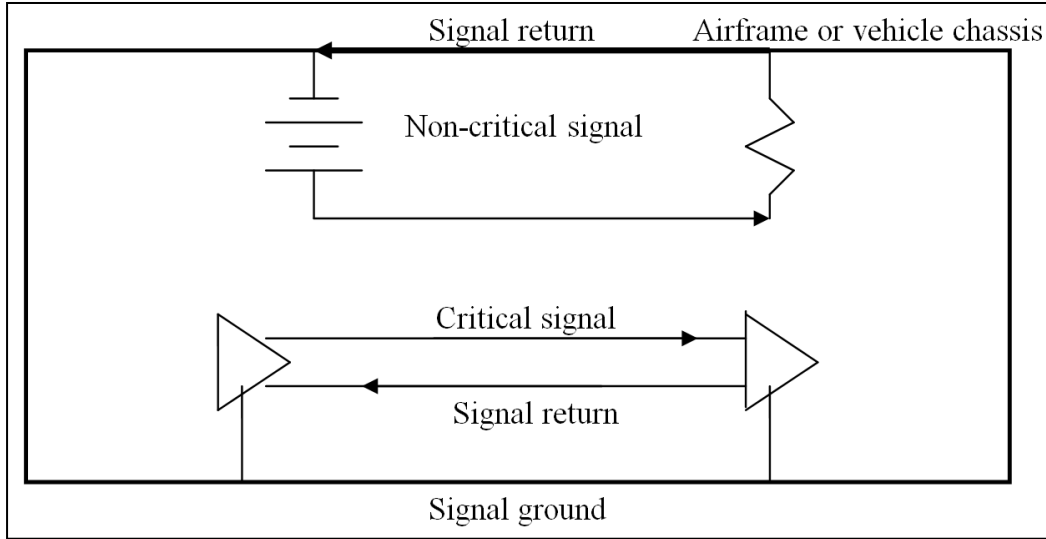 Signal return
Airframe or vehicle chassis
Non-critical signal
Critical signal
Signal return
Signal ground